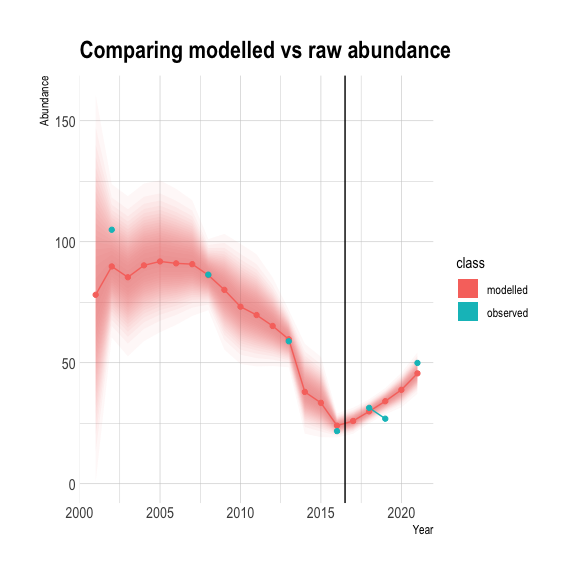 Comparing modelled vs raw abundance
Abundance
150
100
50
0
2000 2005 2010 2015 2020
Year
class
modelled
observed